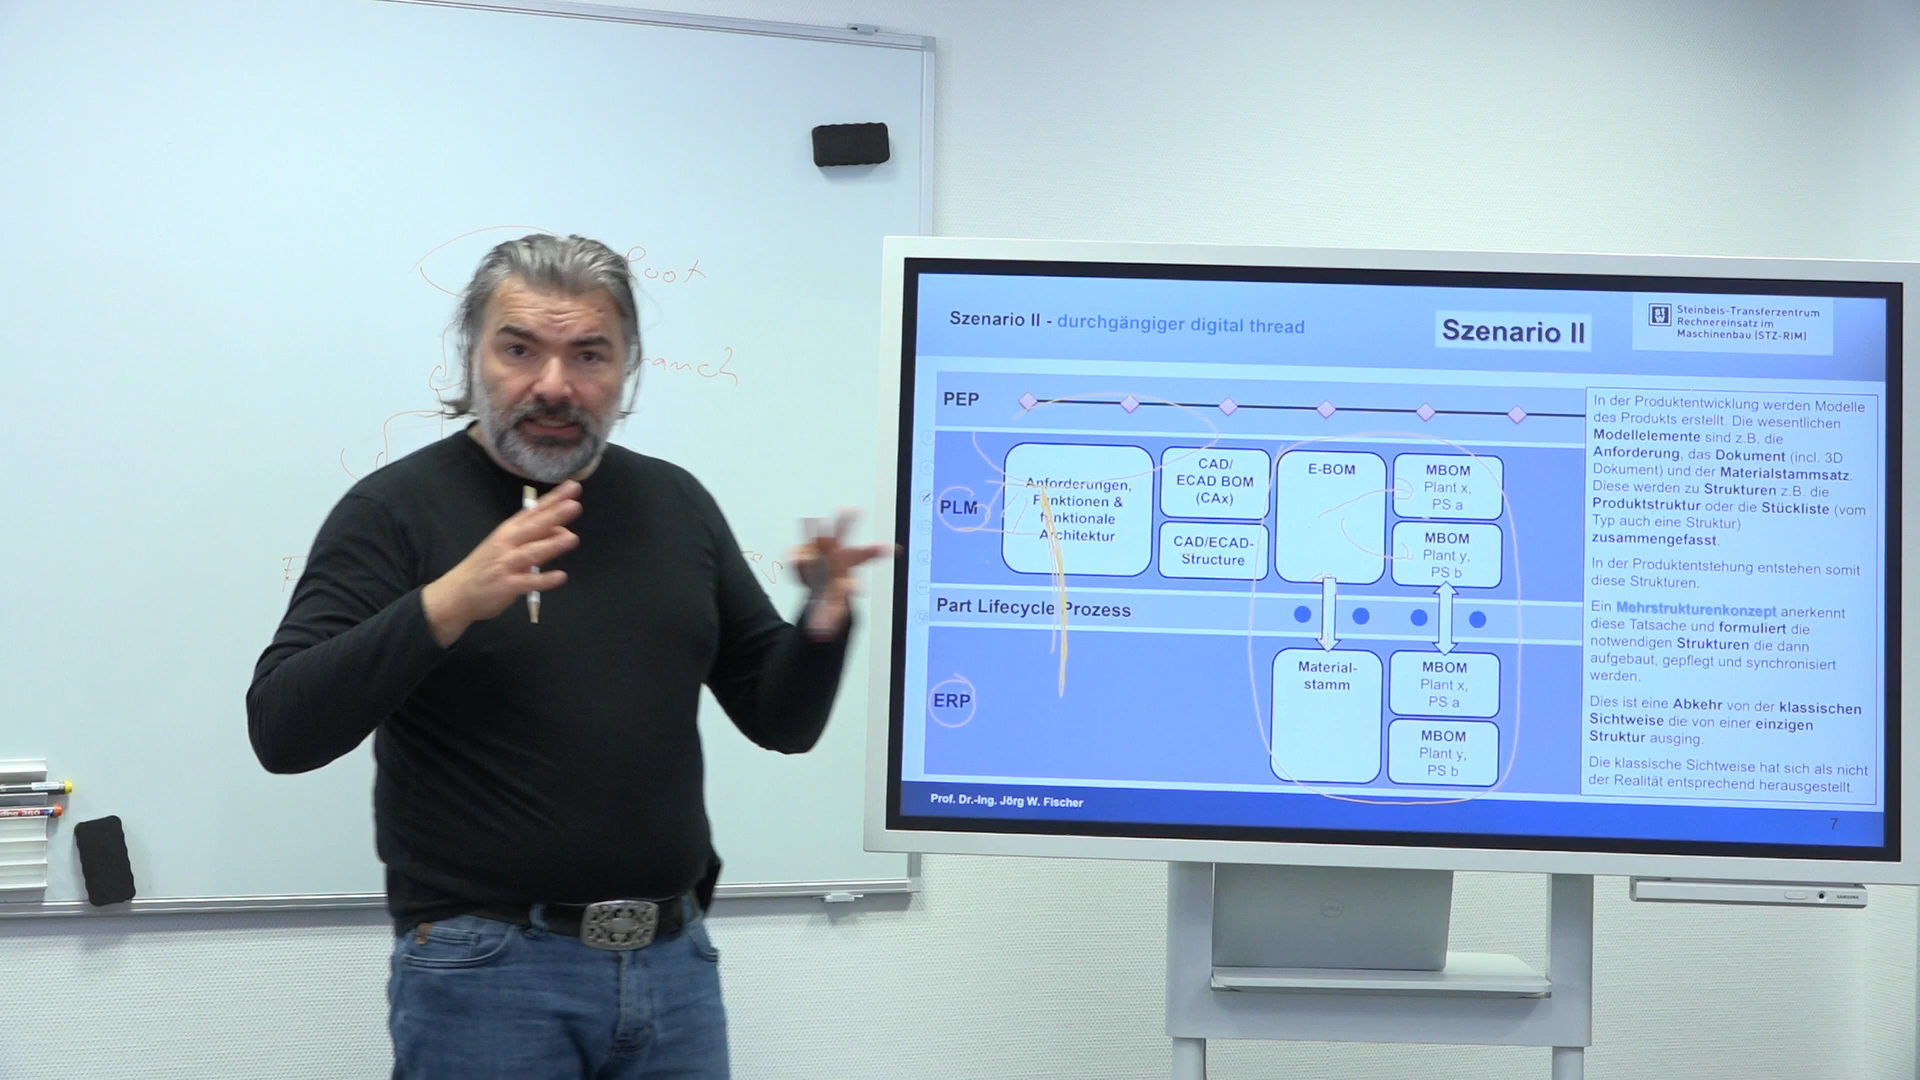 Root
ranch
Szenario II - durchgängiger digital thread
Szenario II
Steinbeis-Transferzentrum
Rechnereinsatz im
Maschinenbau (STZ-RIM)
PEP
PLM
Anforderungen,
Funktionen &
funktionale
Architektur
CAD/
ECAD BOM
(CAx)
CAD/ECAD-
Structure
E-BOM
MBOM
Plant x,
PS a
MBOM
Plant y,
PS b
Part Lifecycle Prozess
ERP
Material-
stamm
MBOM
Plant x,
PS a
MBOM
Plant y,
PS b
In der Produktentwicklung werden Modelle
des Produkts erstellt. Die wesentlichen
Modellelemente sind z.B. die
Anforderung, das Dokument (incl. 3D
Dokument) und der Materialstammsatz.
Diese werden zu Strukturen z.B. die
Produktstruktur oder die Stückliste (vom
Typ auch eine Struktur)
zusammengefasst.
In der Produktentstehung entstehen somit
diese Strukturen.
Ein Mehrstrukturenkonzept anerkennt
diese Tatsache und formuliert die
notwendigen Strukturen die dann
aufgebaut, gepflegt und synchronisiert
werden.
Dies ist eine Abkehr von der klassischen
Sichtweise die von einer einzigen
Struktur ausging.
Die klassische Sichtweise hat sich als nicht
der Realität entsprechend herausgestellt.
Prof. Dr.-Ing. Jörg W. Fischer
7
SAMSUNG